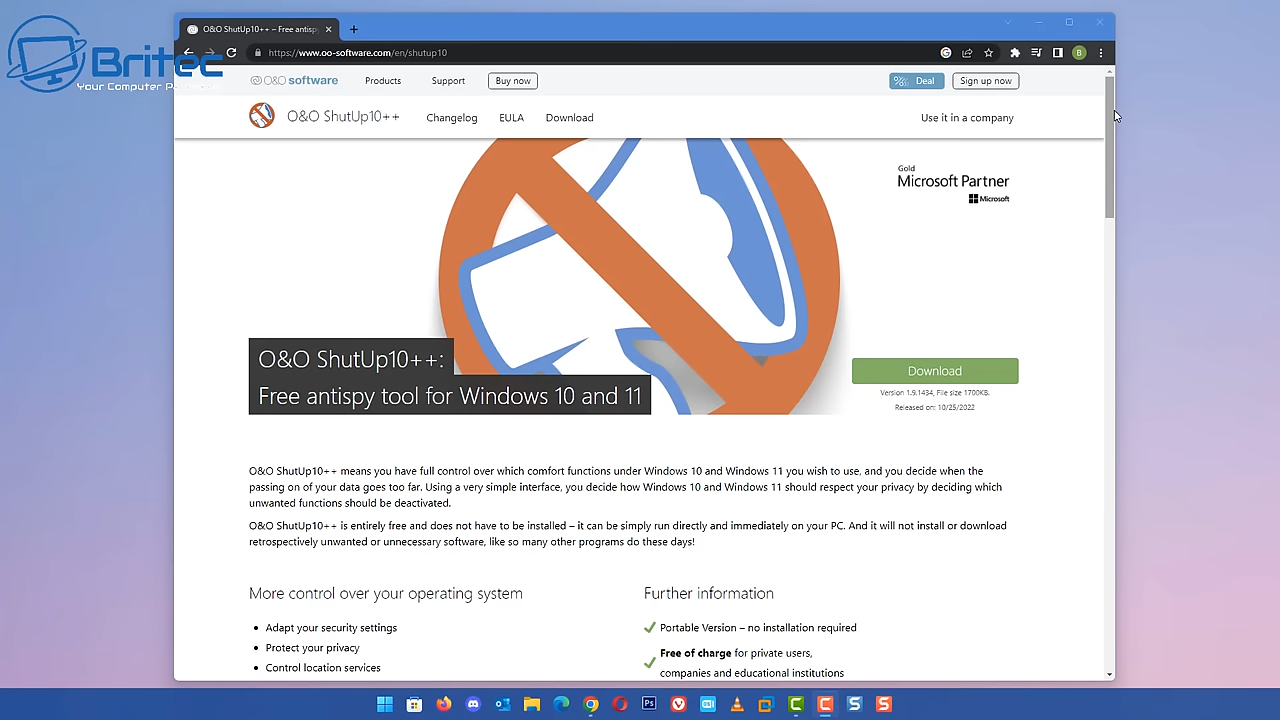 O&O ShutUp10++ – Free antisp
https://www.oo-software.com/en/shutup10
B
Britec
Your Computer P
O&O software
Products
Support
Buy now
% Deal
Sign up now
O&O ShutUp10++
Changelog
EULA
Download
Use it in a company
Gold
Microsoft Partner
Microsoft
O&O ShutUp10++:
Free antispy tool for Windows 10 and 11
Download
Version 1.9.1434, File size 1700KB.
Released on: 10/25/2022
O&O ShutUp10++ means you have full control over which comfort functions under Windows 10 and Windows 11 you wish to use, and you decide when the
passing on of your data goes too far. Using a very simple interface, you decide how Windows 10 and Windows 11 should respect your privacy by deciding which
unwanted functions should be deactivated.
O&O ShutUp10++ is entirely free and does not have to be installed – it can be simply run directly and immediately on your PC. And it will not install or download
retrospectively unwanted or unnecessary software, like so many other programs do these days!
More control over your operating system
Adapt your security settings
Protect your privacy
Control location services
Further information
Portable Version – no installation required
Free of charge for private users,
companies and educational institutions